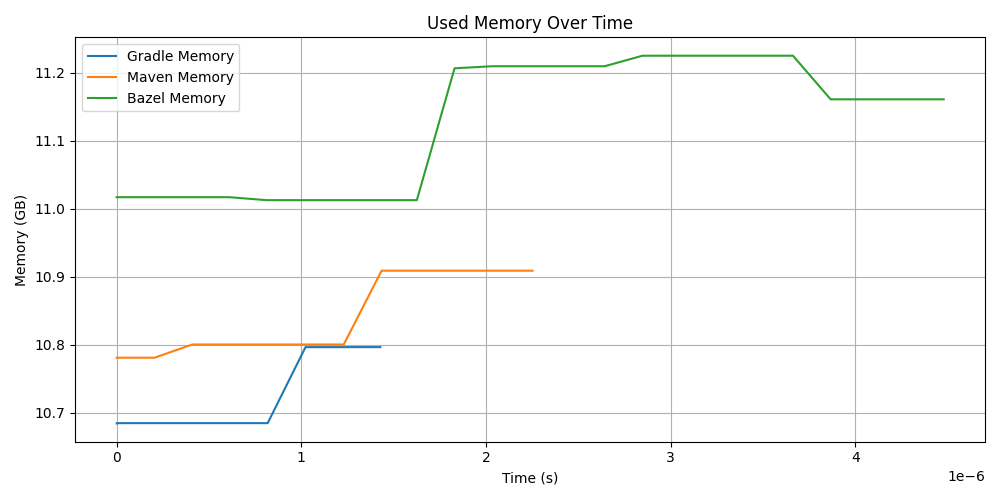 Used Memory Over Time
Gradle Memory
Maven Memory
Bazel Memory
Memory (GB)
11.2
11.1
11.0
10.9
10.8
10.7
0 1 2 3 4
1e−6
Time (s)